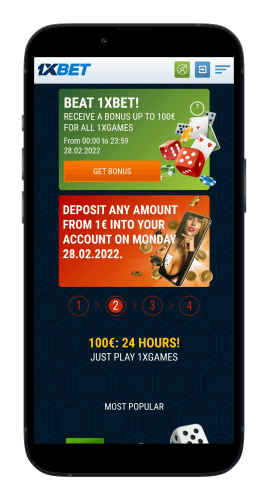 1XBET
BEAT 1XBET!
RECEIVE A BONUS UP TO 100€
FOR ALL 1XGAMES
From 00:00 to 23:59
28.02.2022
GET BONUS
?
DEPOSIT ANY AMOUNT
FROM 1€ INTO YOUR
ACCOUNT ON MONDAY
28.02.2022.
1 2 3 4
100€: 24 HOURS!
JUST PLAY 1XGAMES
MOST POPULAR